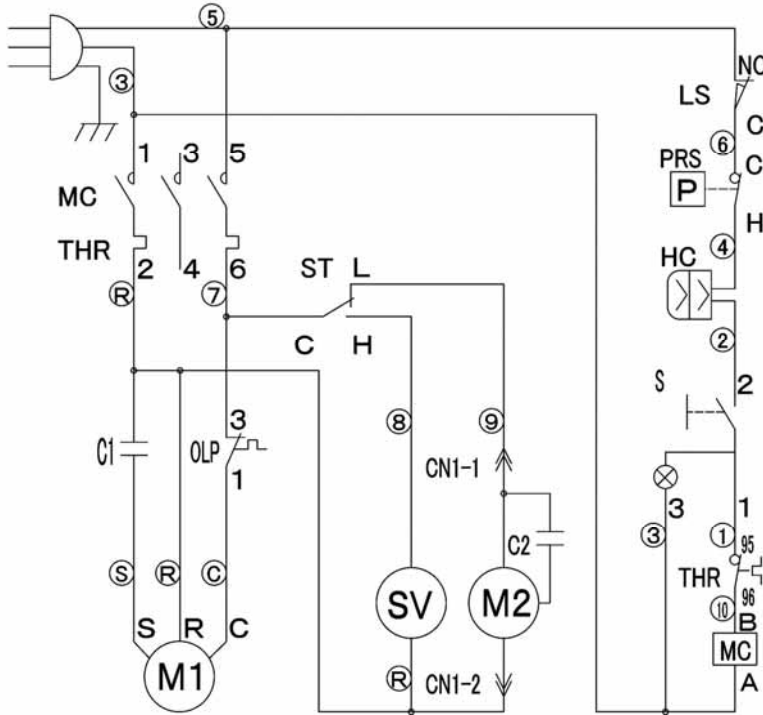 ⑤
③
NC
LS
C
⑥
C
1
3
5
PRS
P
MC
H
THR
④
2
4
6
ST
L
HC
Ⓡ
⑦
②
C
H
S
2
3
⑧
⑨
C1
OLP
CN1-1
1
C2
3
1
③
①
95
Ⓢ
Ⓡ
Ⓒ
THR
SV
M2
96
⑩
B
S
R
C
MC
M1
Ⓡ
CN1-2
A